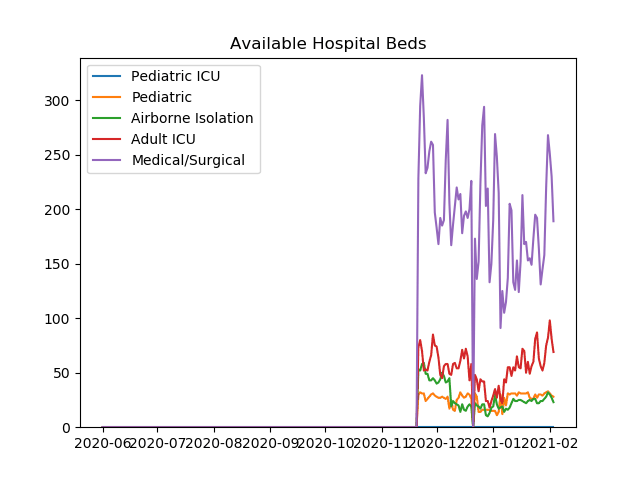 Available Hospital Beds
Pediatric ICU
Pediatric
Airborne Isolation
Adult ICU
Medical/Surgical
300
250
200
150
100
50
0
2020-06 2020-07 2020-08 2020-09 2020-10 2020-11 2020-12 2021-01 2021-02